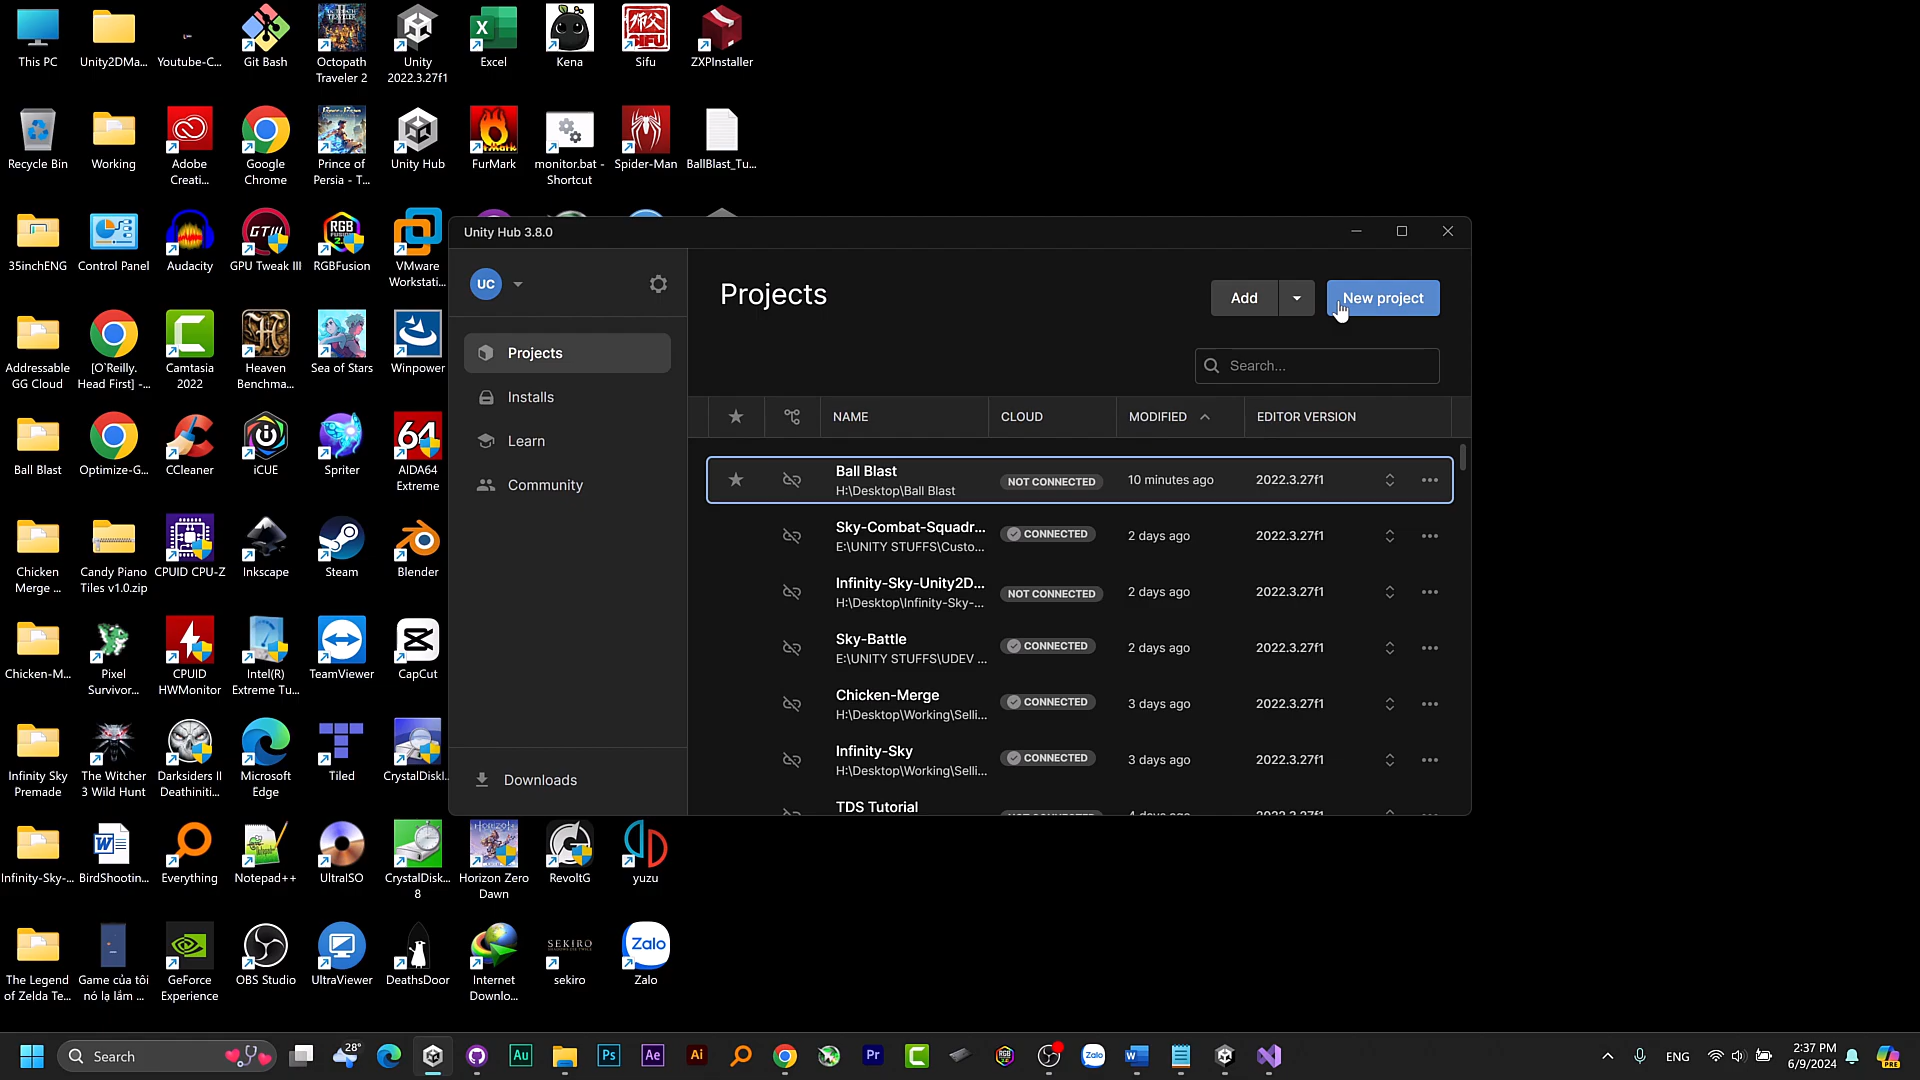 This PC
Unity2DMa...
Youtube-C...
Git Bash
Octopath
Traveler 2
Unity
2022.3.27f1
Excel
Kena
Sifu
ZXPInstaller
Recycle Bin
Working
Adobe
Creati...
Google
Chrome
Prince of
Persia - T...
Unity Hub
FurMark
monitor.bat -
Shortcut
Spider-Man
BallBlast_Tu...
35inchENG
Control Panel
Audacity
GPU Tweak III
RGBFusion
VMware
Workstati...
Addressable
GG Cloud
[O`Reilly.
Head First] -...
Camtasia
2022
Heaven
Benchma...
Sea of Stars
Winpower
Ball Blast
Optimize-G...
CCleaner
iCUE
Spriter
AIDA64
Extreme
Chicken
Merge ...
Candy Piano
Tiles v1.0.zip
CPUID CPU-Z
Inkscape
Steam
Blender
Chicken-M...
Pixel
Survivor...
CPUID
HWMonitor
Intel(R)
Extreme Tu...
TeamViewer
CapCut
Infinity Sky
Premade
The Witcher
3 Wild Hunt
Darksiders II
Deathiniti...
Microsoft
Edge
Tiled
CrystalDiskI...
Infinity-Sky-...
BirdShootin...
Everything
Notepad++
UltraISO
CrystalDisk...
8
Horizon Zero
Dawn
RevoltG
yuzu
The Legend
of Zelda Te...
Game của tôi
nó lạ lắm ...
GeForce
Experience
OBS Studio
UltraViewer
DeathsDoor
Internet
Downlo...
sekiro
Zalo
Unity Hub 3.8.0
UC
Projects
Installs
Learn
Community
Downloads
Projects
Add
New project
Search...
NAME
CLOUD
MODIFIED
EDITOR VERSION
Ball Blast
H:\Desktop\Ball Blast
NOT CONNECTED
10 minutes ago
2022.3.27f1
Sky-Combat-Squadr...
E:\UNITY STUFFS\Custo...
CONNECTED
2 days ago
2022.3.27f1
Infinity-Sky-Unity2D...
H:\Desktop\Infinity-Sky-...
NOT CONNECTED
2 days ago
2022.3.27f1
Sky-Battle
E:\UNITY STUFFS\UDEV ...
CONNECTED
2 days ago
2022.3.27f1
Chicken-Merge
H:\Desktop\Working\Selli...
CONNECTED
3 days ago
2022.3.27f1
Infinity-Sky
H:\Desktop\Working\Selli...
CONNECTED
3 days ago
2022.3.27f1
TDS Tutorial
Search
28°
ENG
2:37 PM
6/9/2024